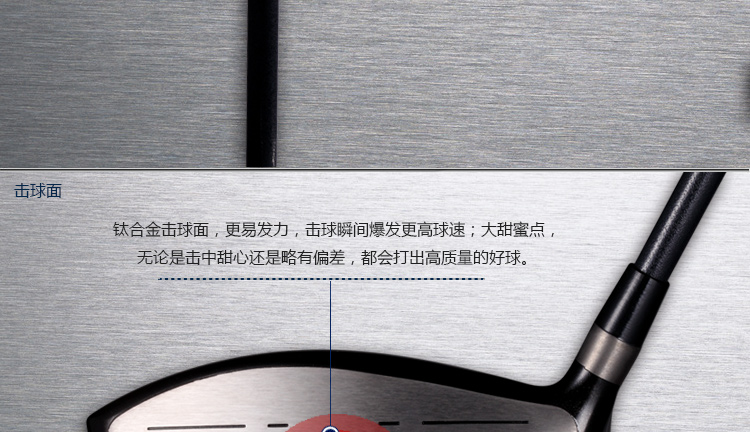 击球面
钛合金击球面，更易发力，击球瞬间爆发更高球速；大甜蜜点，
无论是击中甜心还是略有偏差，都会打出高质量的好球。